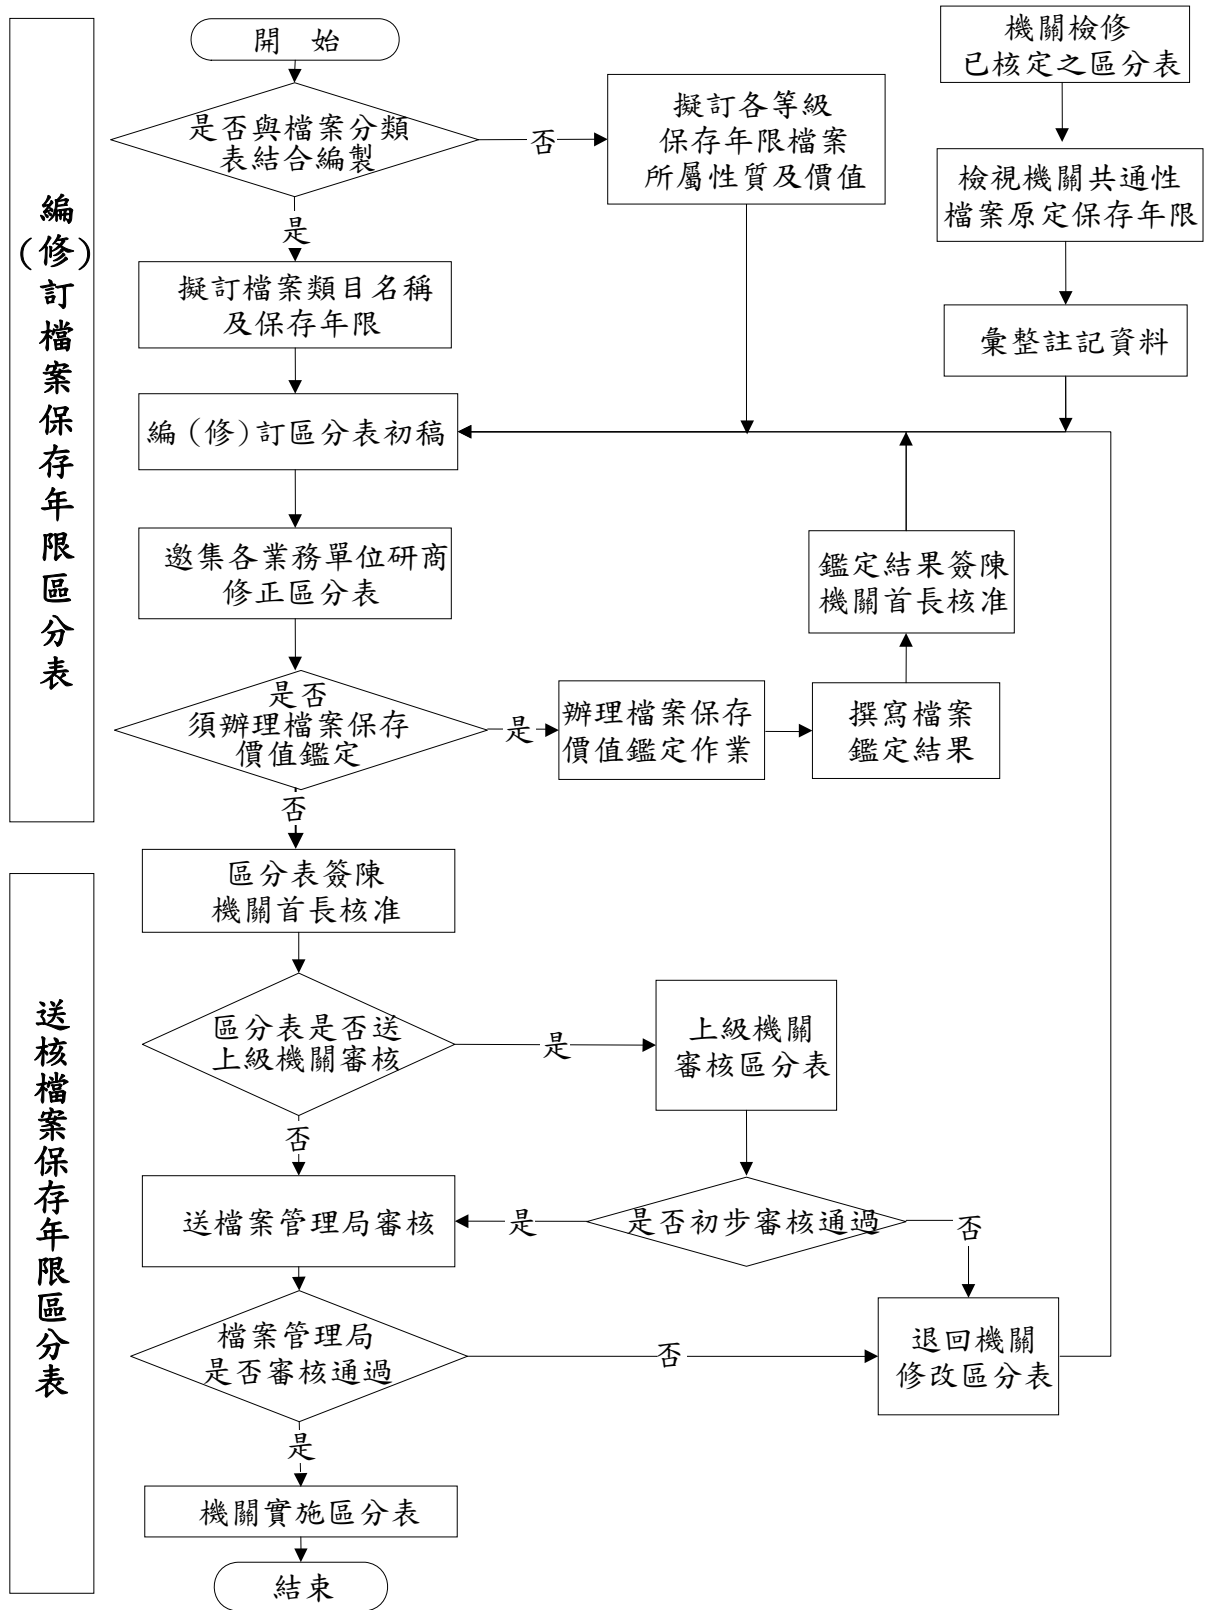 編(修)訂檔案保存年限區分表
開 始
是否與檔案分類
表結合編製
否
擬訂各等級
保存年限檔案
所屬性質及價值
機關檢修
已核定之區分表
檢視機關共通性
檔案原定保存年限
彙整註記資料
是
擬訂檔案類目名稱
及保存年限
編(修)訂區分表初稿
邀集各業務單位研商
修正區分表
是否
須辦理檔案保存
價值鑑定
是
辦理檔案保存
價值鑑定作業
撰寫檔案
鑑定結果
鑑定結果簽陳
機關首長核准
否
送核檔案保存年限區分表
區分表簽陳
機關首長核准
區分表是否送
上級機關審核
是
上級機關
審核區分表
否
送檔案管理局審核
是
是否初步審核通過
否
檔案管理局
是否審核通過
否
退回機關
修改區分表
是
機關實施區分表
結束